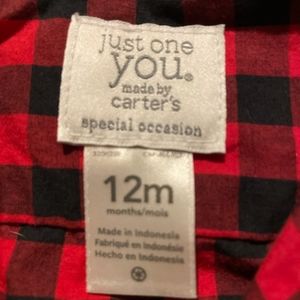 just one
you®
made by
carter's
special occasion
12m
months/mois
Made in Indonesia
Fabriqué en Indonésie
Hecho en Indonesia